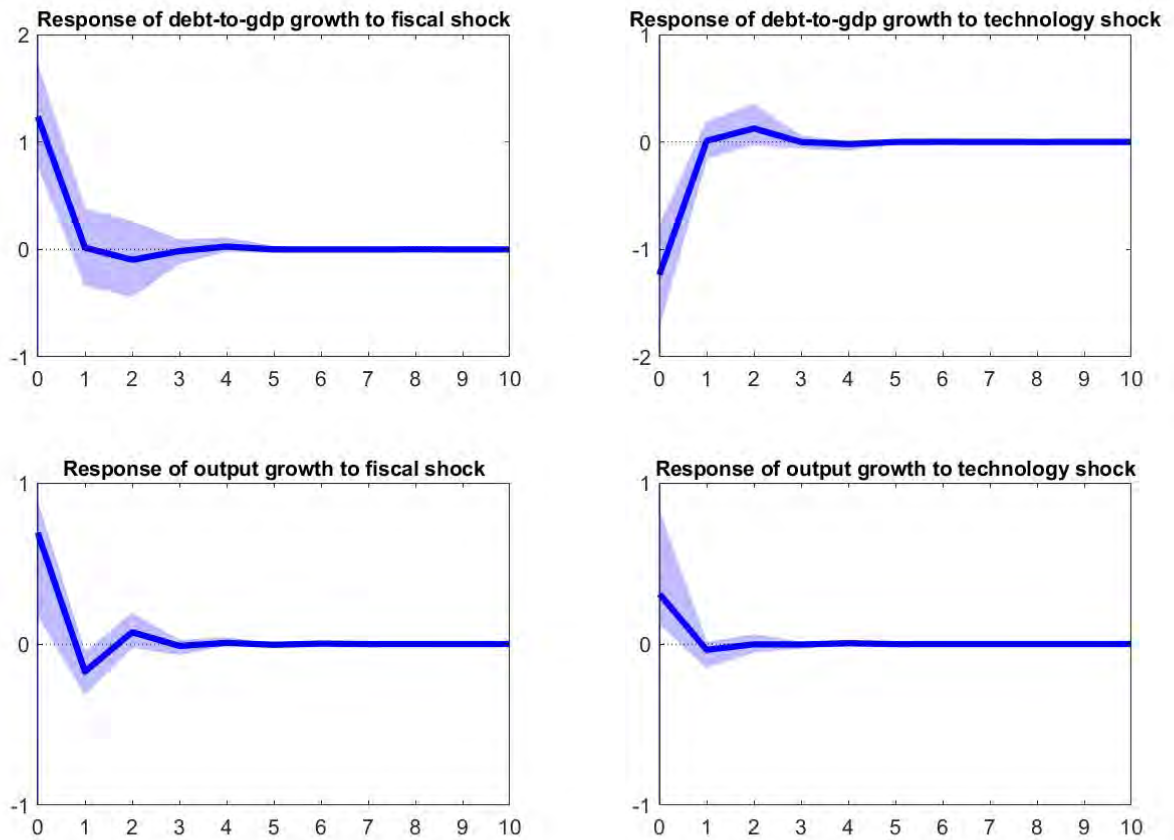 Response of debt-to-gdp growth to fiscal shock
2
1
0
-1
0 1 2 3 4 5 6 7 8 9 10
Response of debt-to-gdp growth to technology shock
1
0
-1
-2
0 1 2 3 4 5 6 7 8 9 10
Response of output growth to fiscal shock
1
0
-1
0 1 2 3 4 5 6 7 8 9 10
Response of output growth to technology shock
1
0
-1
0 1 2 3 4 5 6 7 8 9 10